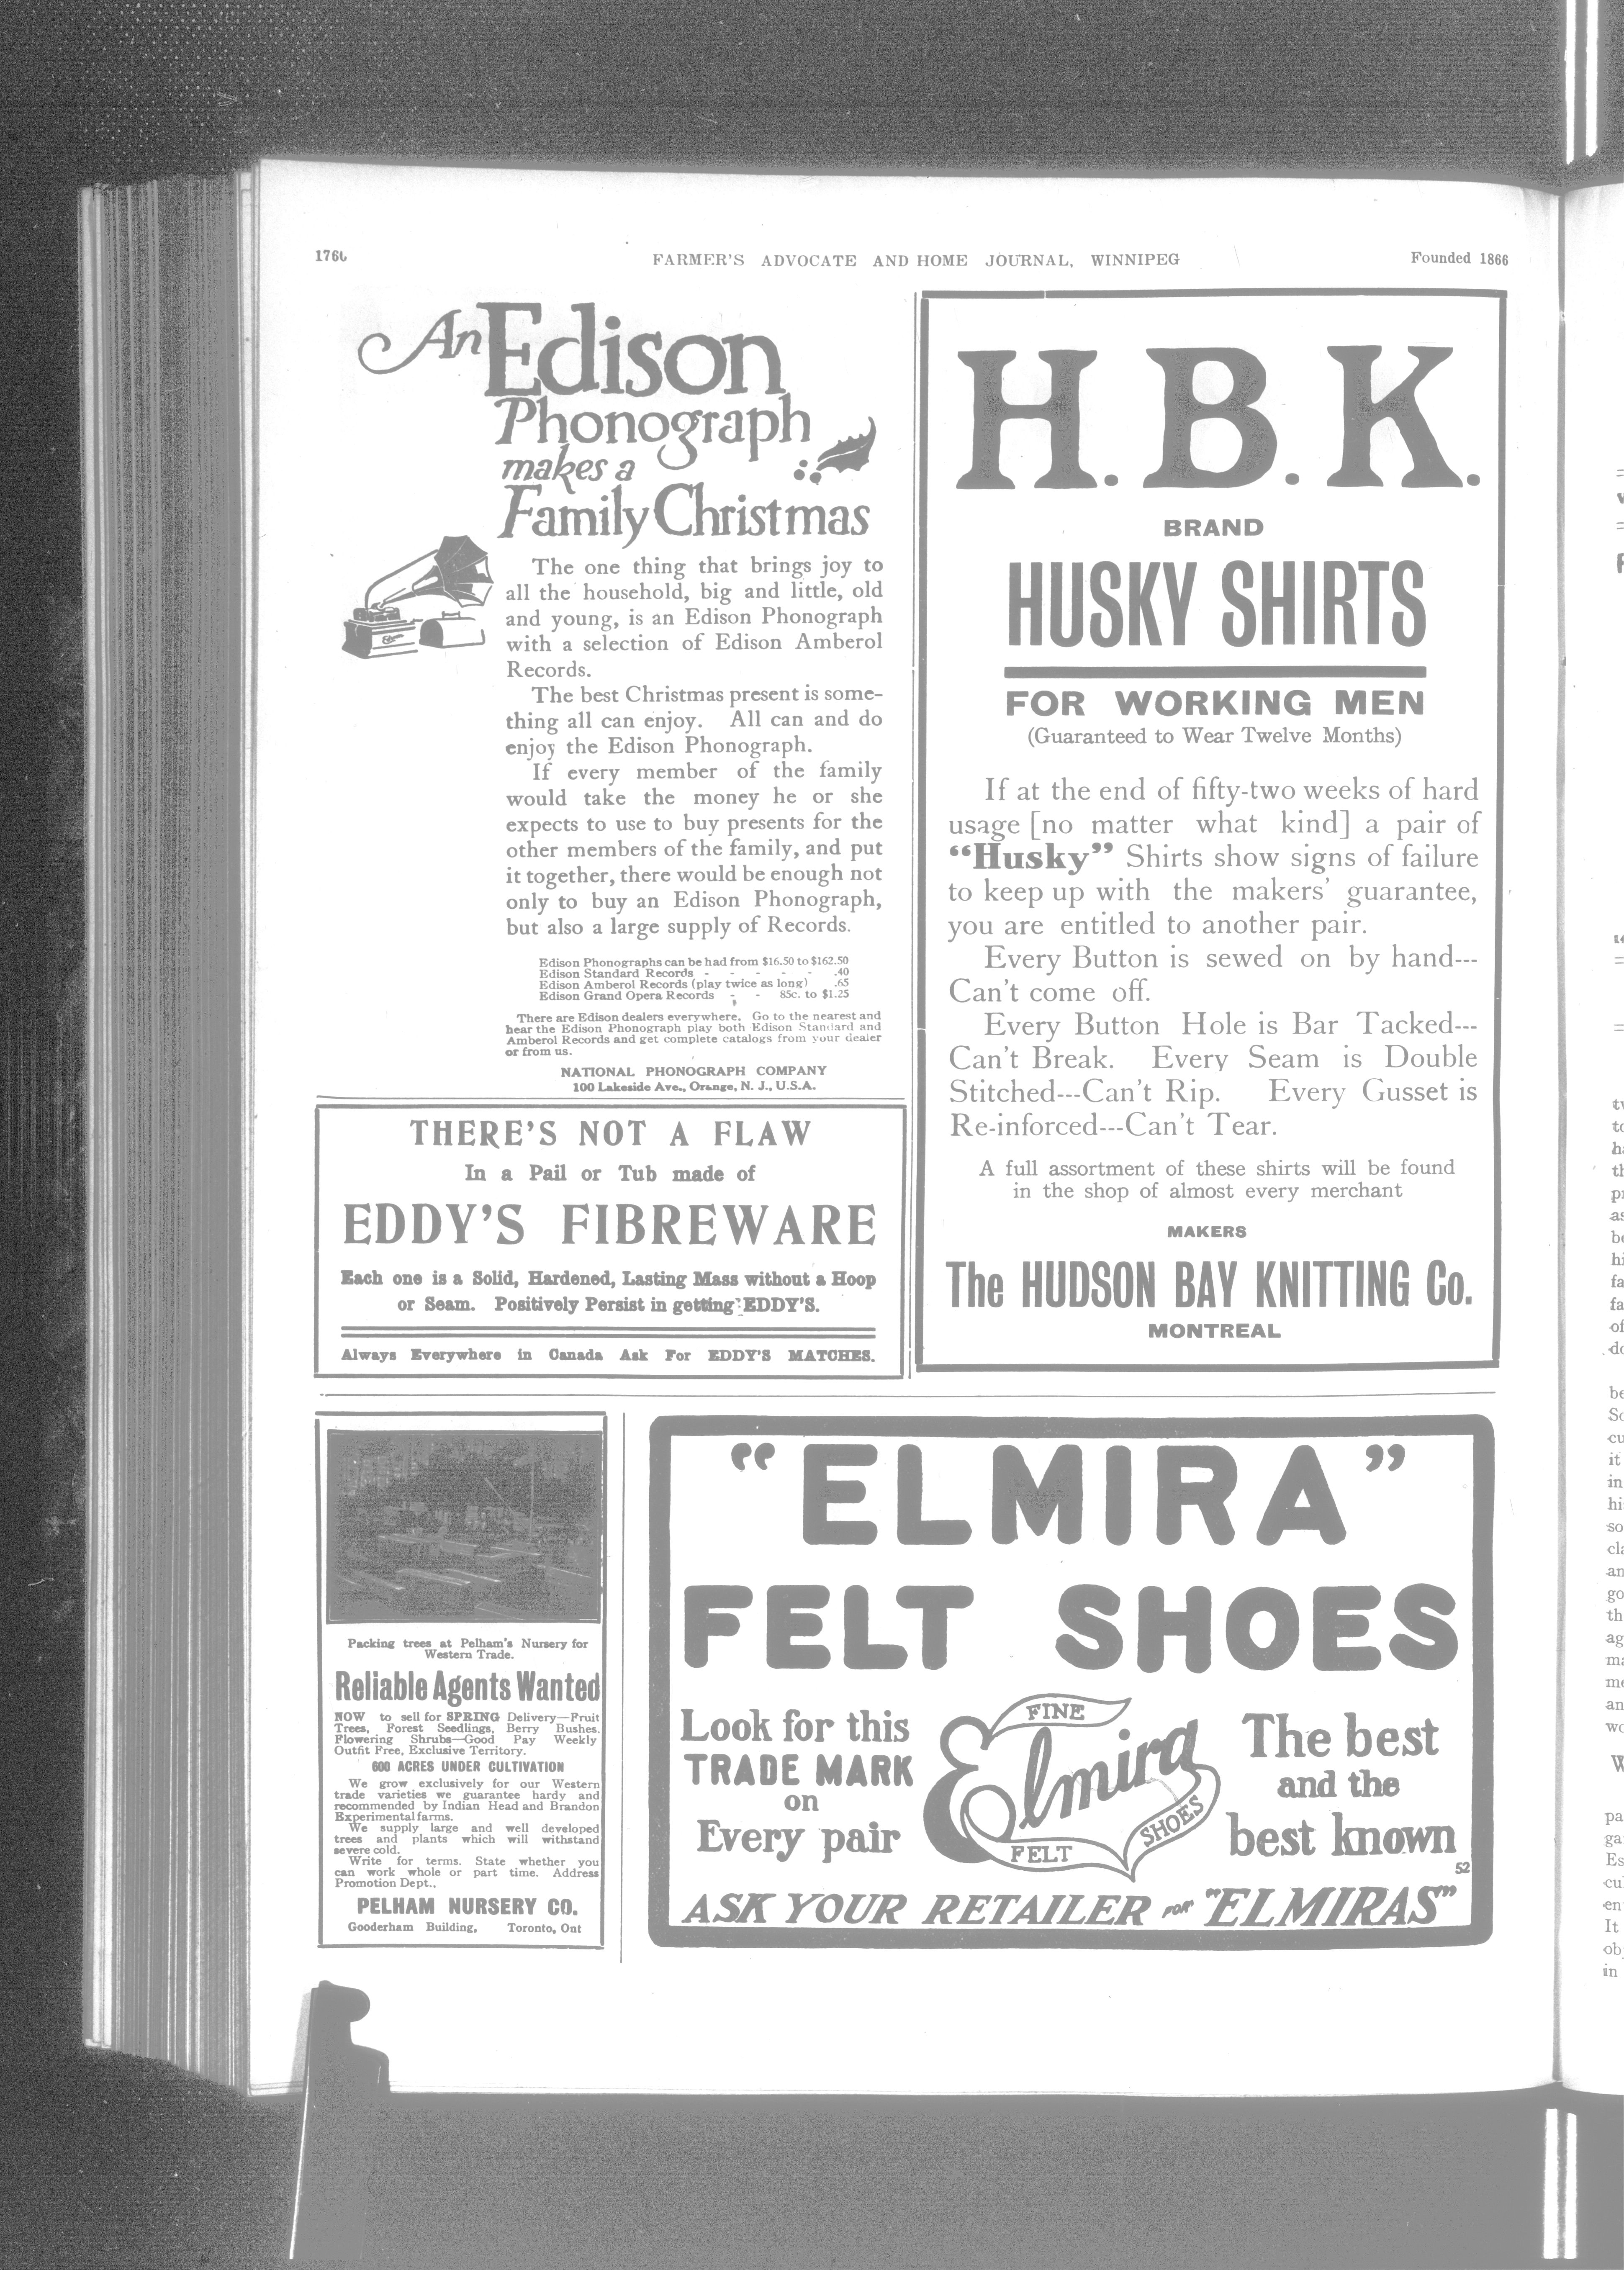 1766
FARMER'S ADVOCATE AND HOME JOURNAL, WINNIPEG
Founded 1866
An Edison
Phonograph
makes a
Family Christmas
The one thing that brings joy to
all the household, big and little, old
and young, is an Edison Phonograph
with a selection of Edison Amberol
Records.
The best Christmas present is some-
thing all can enjoy. All can and do
enjoy the Edison Phonograph.
If every member of the family
would take the money he or she
expects to use to buy presents for the
other members of the family, and put
it together, there would be enough not
only to buy an Edison Phonograph,
but also a large supply of Records.
Edison Phonographs can be had from $16.50 to $162.50
Edison Standard Records - - - - - .40
Edison Amberol Records (play twice as long) .65
Edison Grand Opera Records - - 85c. to $1.25
There are Edison dealers everywhere. Go to the nearest and
hear the Edison Phonograph play both Edison Standard and
Amberol Records and get complete catalogs from your dealer
or from us.
NATIONAL PHONOGRAPH COMPANY
100 Lakeside Ave., Orange, N. J., U.S.A.
THERE'S NOT A FLAW
In a Pail or Tub made of
EDDY'S FIBREWARE
Each one is a Solid, Hardened, Lasting Mass without a Hoop
or Seam. Positively Persist in getting EDDY'S.
Always Everywhere in Canada Ask For EDDY'S MATCHES.
H. B. K.
BRAND
HUSKY SHIRTS
FOR WORKING MEN
(Guaranteed to Wear Twelve Months)
If at the end of fifty-two weeks of hard
usage [no matter what kind] a pair of
"Husky" Shirts show signs of failure
to keep up with the makers' guarantee,
you are entitled to another pair.
Every Button is sewed on by hand---
Can't come off.
Every Button Hole is Bar Tacked---
Can't Break. Every Seam is Double
Stitched---Can't Rip. Every Gusset is
Re-inforced---Can't Tear.
A full assortment of these shirts will be found
in the shop of almost every merchant
MAKERS
The HUDSON BAY KNITTING Co.
MONTREAL
Packing trees at Pelham's Nursery for
Western Trade.
Reliable Agents Wanted
NOW to sell for SPRING Delivery—Fruit
Trees, Forest Seedlings, Berry Bushes,
Flowering Shrubs—Good Pay Weekly
Outfit Free, Exclusive Territory.
600 ACRES UNDER CULTIVATION
We grow exclusively for our Western
trade varieties we guarantee hardy and
recommended by Indian Head and Brandon
Experimental farms.
We supply large and well developed
trees and plants which will withstand
severe cold.
Write for terms. State whether you
can work whole or part time. Address
Promotion Dept.,
PELHAM NURSERY CO.
Gooderham Building, Toronto, Ont
"ELMIRA"
FELT SHOES
Look for this
TRADE MARK
on
Every pair
FINE
Elmira
FELT
SHOES
The best
and the
best known
52
ASK YOUR RETAILER FOR "ELMIRAS"